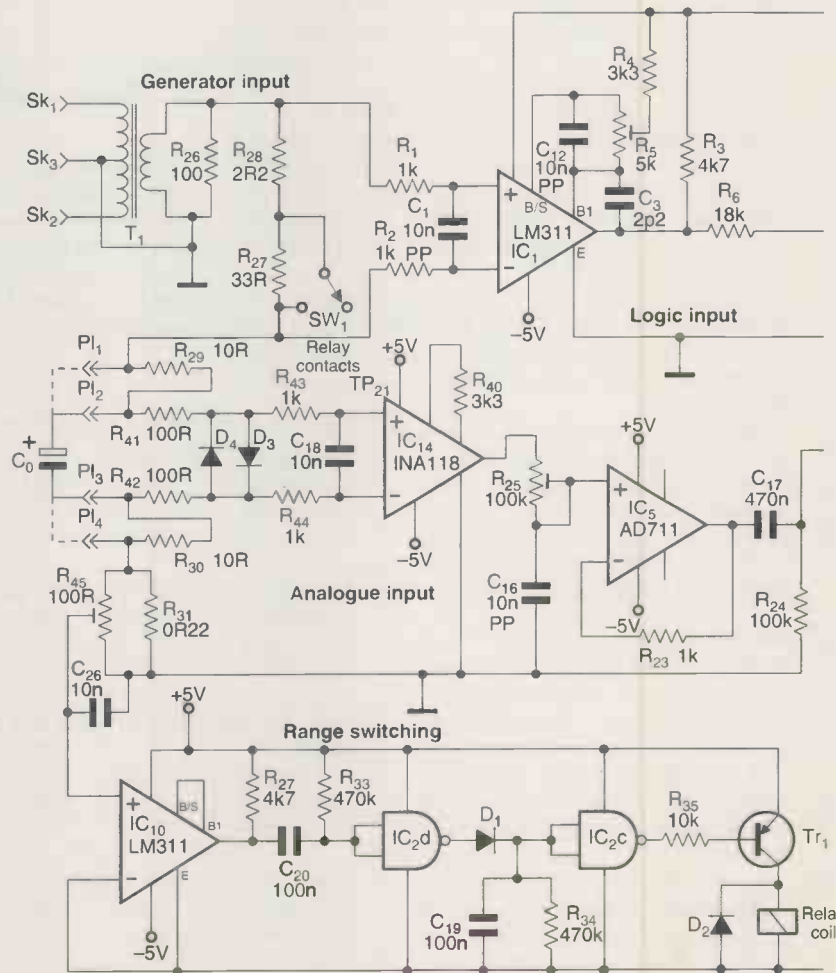 Generator input
Sk1
Sk3
Sk2
T1
R26
100
R28
2R2
R27
33R
SW1
Relay
contacts
R1
1k
R2
1k
C1
10n
PP
C12
10n
PP
R4
3k3
R5
5k
C3
2p2
R3
4k7
R6
18k
+
B/S
B1
LM311
IC1
E
−
−5V
Logic input
Pl1
Pl2
Pl3
Pl4
+
C0
R29 10R
R41 100R
R42 100R
R30 10R
D4
D3
R43
1k
R44
1k
C18
10n
TP21
+5V
+
IC14
INA118
−
−5V
R40
3k3
R25
100k
C16
10n
PP
+5V
+
IC5
AD711
−
−5V
R23 1k
C17
470n
R24
100k
Analogue input
R45
100R
R31
0R22
C26
10n
+5V
Range switching
+
IC10
LM311
−
B/S
B1
E
−5V
R27
4k7
R33
470k
C20
100n
IC2d
D1
C19
100n
R34
470k
IC2c
R35
10k
Tr1
D2
Rela
coil